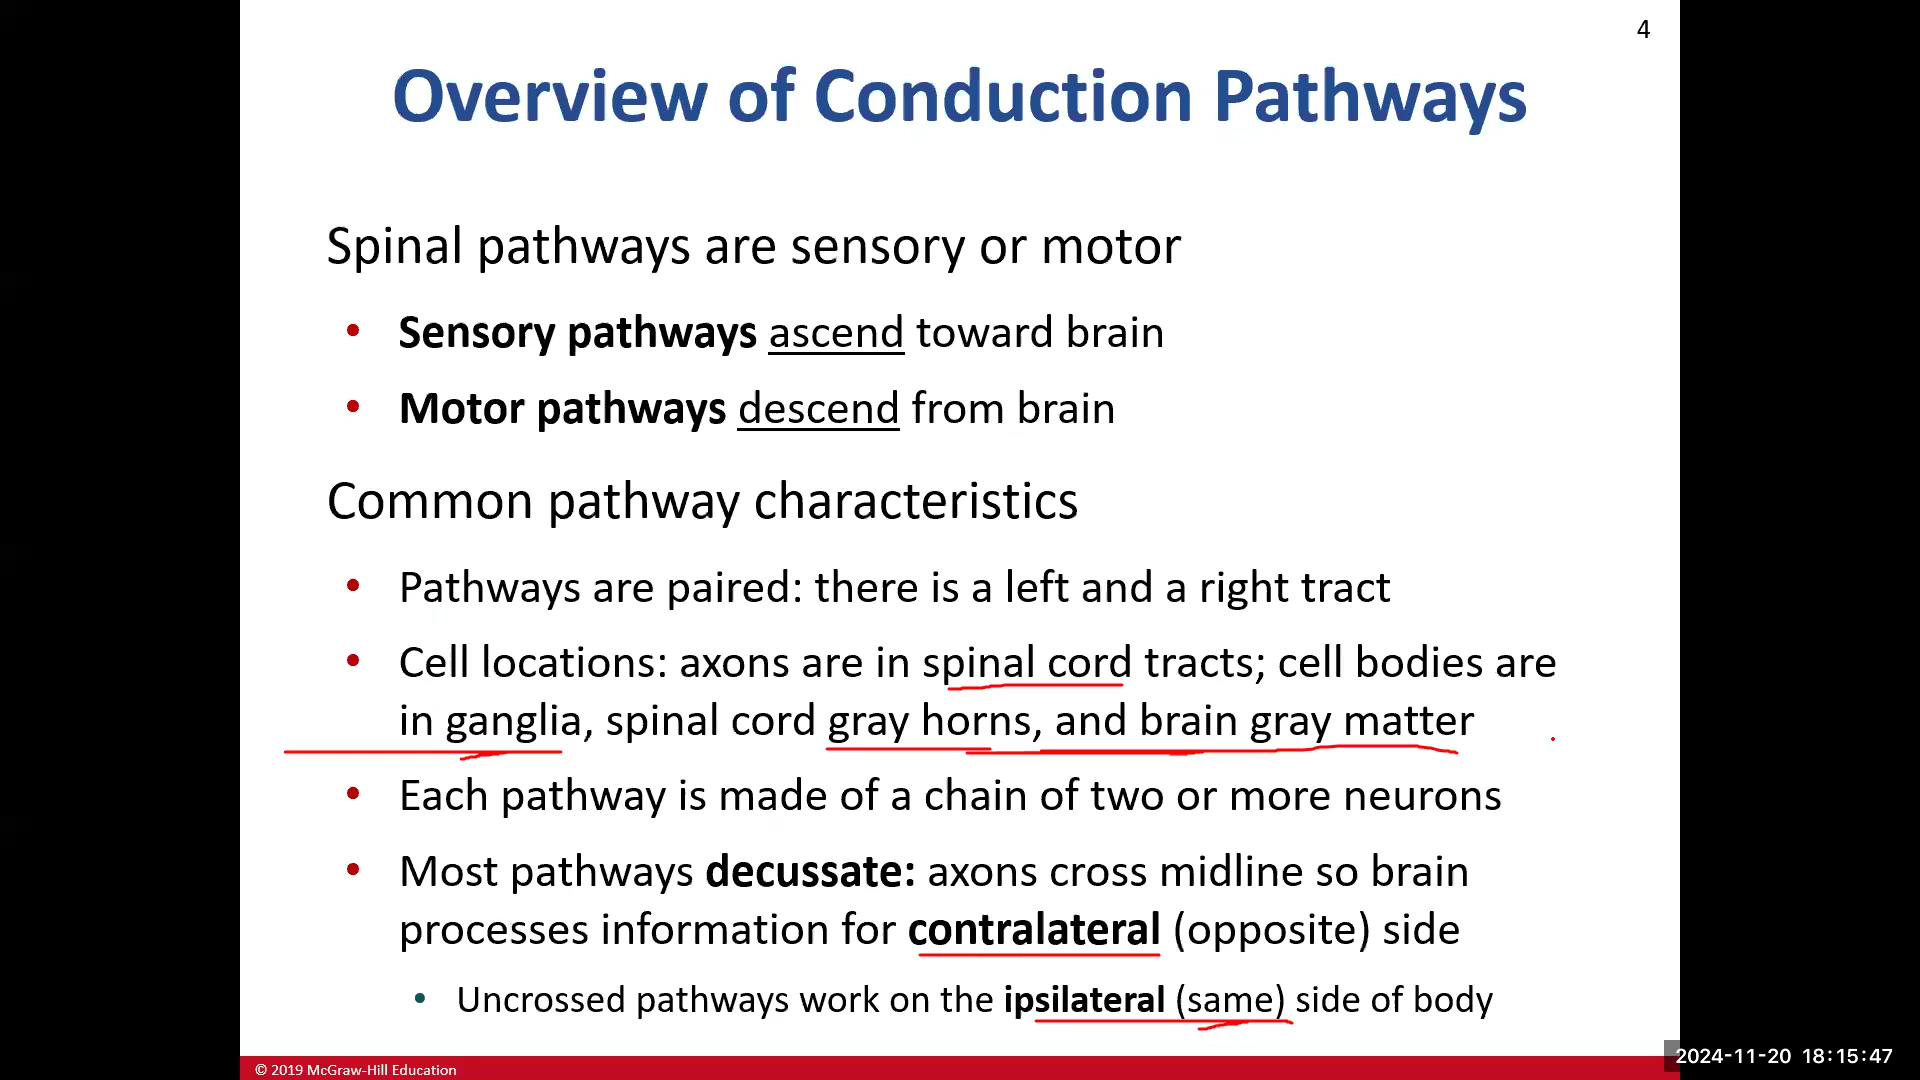 4
Overview of Conduction Pathways
Spinal pathways are sensory or motor
• Sensory pathways ascend toward brain
• Motor pathways descend from brain
Common pathway characteristics
• Pathways are paired: there is a left and a right tract
• Cell locations: axons are in spinal cord tracts; cell bodies are
in ganglia, spinal cord gray horns, and brain gray matter
• Each pathway is made of a chain of two or more neurons
• Most pathways decussate: axons cross midline so brain
processes information for contralateral (opposite) side
• Uncrossed pathways work on the ipsilateral (same) side of body
© 2019 McGraw-Hill Education
2024-11-20 18:15:47